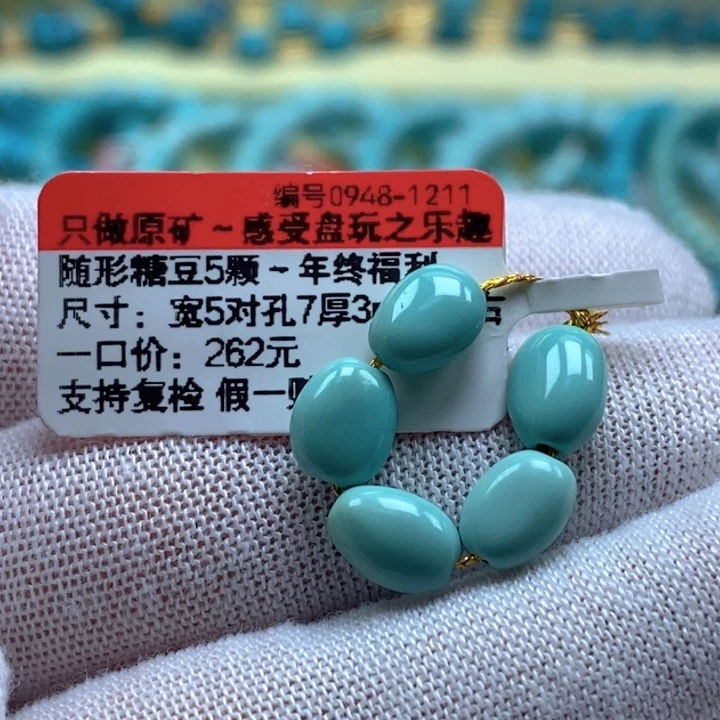 编号0948-1211
只做原矿~感受盘玩之乐趣
随形糖豆5颗~年终福利
尺寸：宽5对孔7厚3
一口价：262元
支持复检 假一